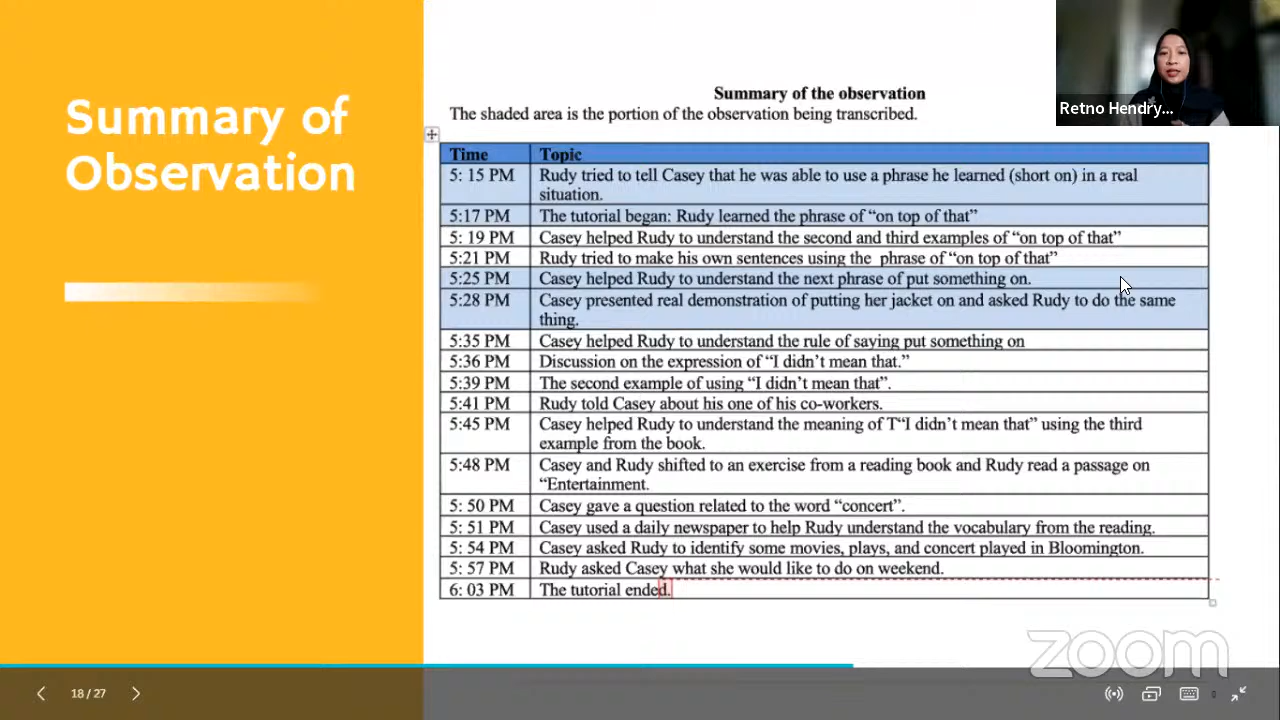 Summary of
Observation
Retno Hendry...
Summary of the observation
The shaded area is the portion of the observation being transcribed.
Time Topic
5: 15 PM Rudy tried to tell Casey that he was able to use a phrase he learned (short on) in a real
situation.
5:17 PM The tutorial began: Rudy learned the phrase of “on top of that”
5: 19 PM Casey helped Rudy to understand the second and third examples of “on top of that”
5:21 PM Rudy tried to make his own sentences using the phrase of “on top of that”
5:25 PM Casey helped Rudy to understand the next phrase of put something on.
5:28 PM Casey presented real demonstration of putting her jacket on and asked Rudy to do the same
thing.
5:35 PM Casey helped Rudy to understand the rule of saying put something on
5:36 PM Discussion on the expression of “I didn’t mean that.”
5:39 PM The second example of using “I didn’t mean that”.
5:41 PM Rudy told Casey about his one of his co-workers.
5:45 PM Casey helped Rudy to understand the meaning of T“I didn’t mean that” using the third
example from the book.
5:48 PM Casey and Rudy shifted to an exercise from a reading book and Rudy read a passage on
“Entertainment.
5: 50 PM Casey gave a question related to the word “concert”.
5: 51 PM Casey used a daily newspaper to help Rudy understand the vocabulary from the reading.
5: 54 PM Casey asked Rudy to identify some movies, plays, and concert played in Bloomington.
5: 57 PM Rudy asked Casey what she would like to do on weekend.
6: 03 PM The tutorial ended.
zoom
18 / 27